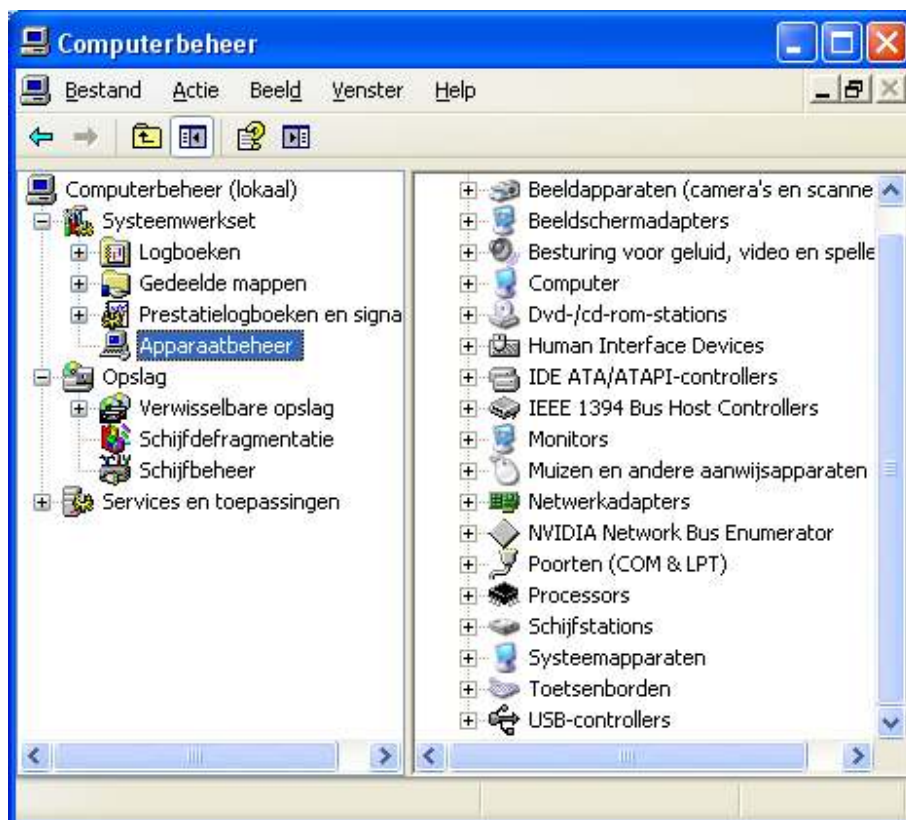 Computerbeheer
Bestand Actie Beeld Venster Help
Computerbeheer (lokaal)
Systeemwerkset
Logboeken
Gedeelde mappen
Prestatielogboeken en signa
Apparaatbeheer
Opslag
Verwisselbare opslag
Schijfdefragmentatie
Schijfbeheer
Services en toepassingen
Beeldapparaten (camera's en scanne
Beeldschermadapters
Besturing voor geluid, video en spelle
Computer
Dvd-/cd-rom-stations
Human Interface Devices
IDE ATA/ATAPI-controllers
IEEE 1394 Bus Host Controllers
Monitors
Muizen en andere aanwijsapparaten
Netwerkadapters
NVIDIA Network Bus Enumerator
Poorten (COM & LPT)
Processors
Schijfstations
Systeemapparaten
Toetsenborden
USB-controllers